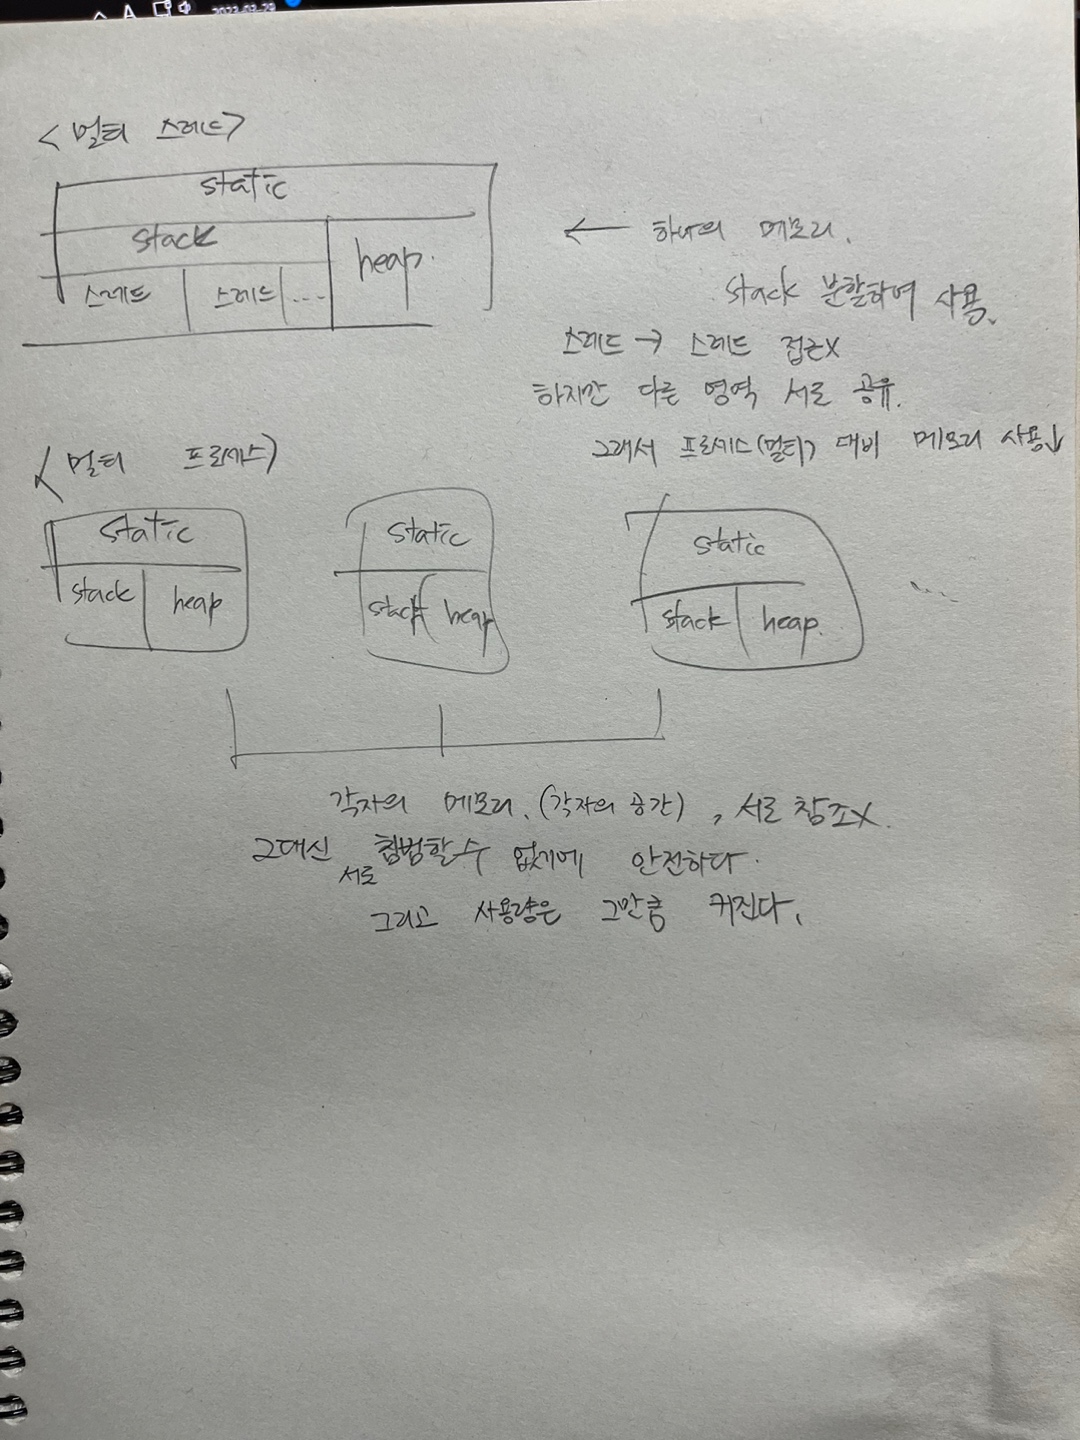 <멀티 스레드>
static
stack
heap.
스레드 스레드 ...
← 하나의 메모리.
stack 분할하여 사용.
스레드 → 스레드 접근X
하지만 다른 영역 서로 공유.
그래서 프로세스(멀티) 대비 메모리 사용↓
<멀티 프로세스>
static static static
stack heap stack heap stack heap. ...
각자의 메모리. (각자의 공간), 서로 참조X.
그대신 서로 침범할수 없기에 안전하다.
그리고 사용량은 그만큼 커진다.